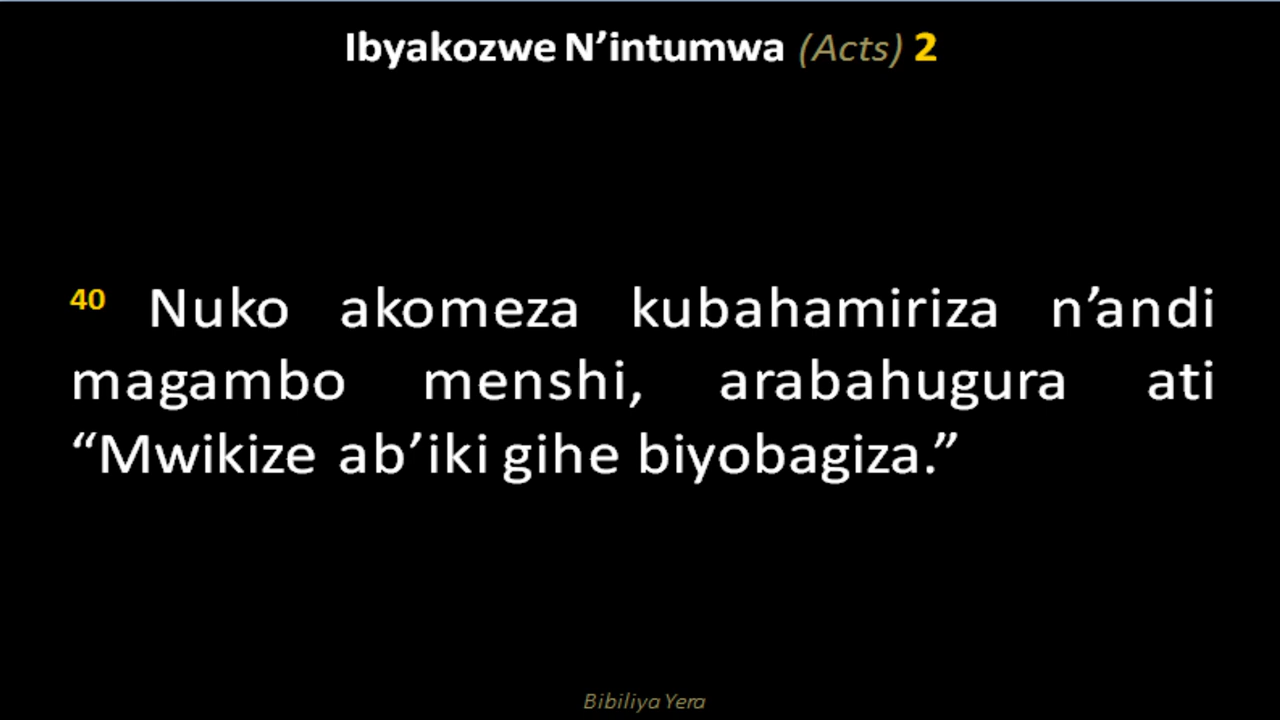 Ibyakozwe N’intumwa (Acts) 2
40 Nuko akomeza kubahamiriza n’andi
magambo menshi, arabahugura ati
“Mwikize ab’iki gihe biyobagiza.”
Bibiliya Yera